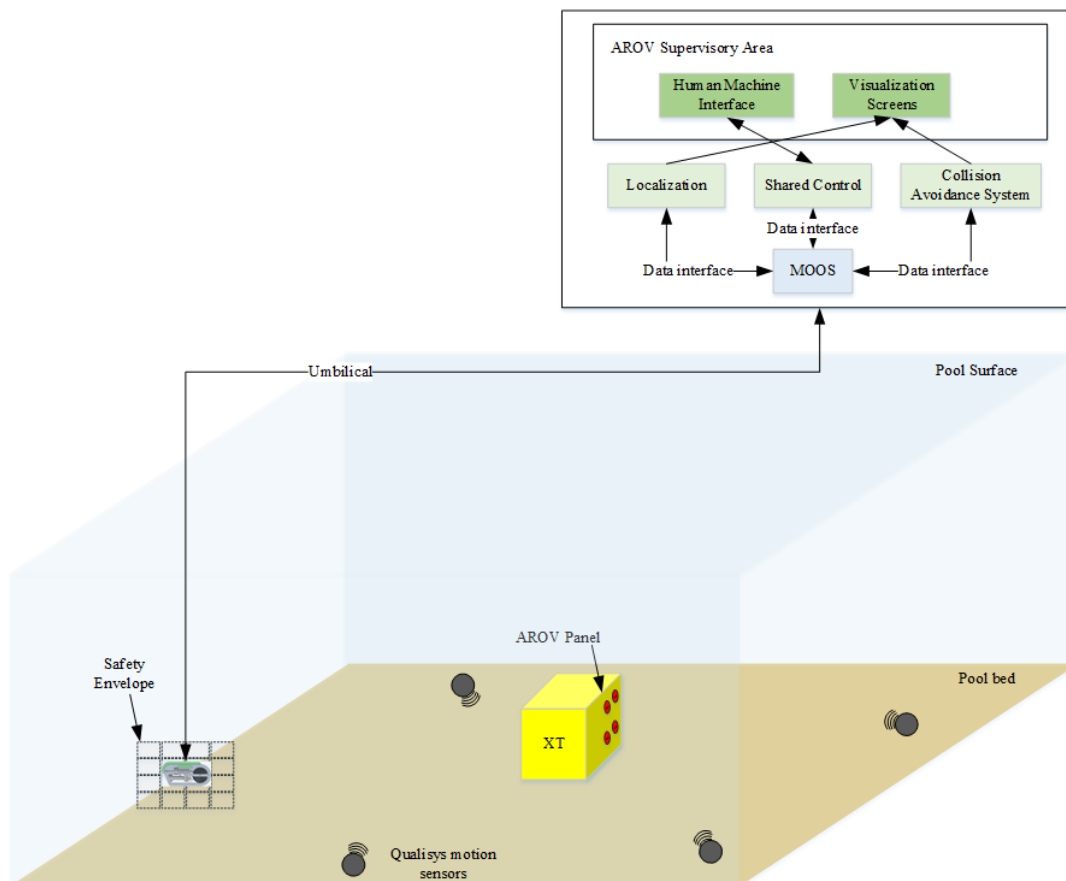 AROV Supervisory Area
Human Machine
Interface
Visualization
Screens
Localization
Shared Control
Collision
Avoidance System
Data interface
Data interface
MOOS
Data interface
Umbilical
Pool Surface
AROV Panel
Safety
Envelope
Pool bed
XT
Qualisys motion
sensors